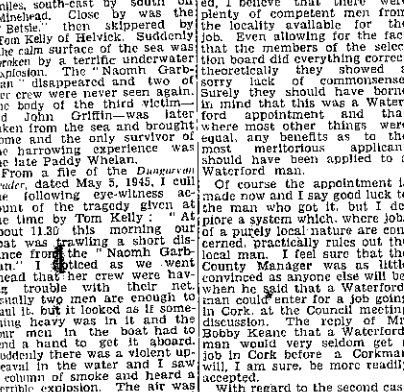 miles, south-east by south on
Minehead. Close by was the
" Betsie," then skippered by
Tom Kelly of Helvick. Suddenly
the calm surface of the sea was
broken by a terrific underwater
explosion. The " Naomh Garb-
an " disappeared and two of
her crew were never seen again.
The body of the third victim—
John Griffin—was later
taken from the sea and brought
home and the only survivor of
the harrowing experience was
the late Paddy Whelan.
From a file of the Dungarvan
Leader, dated May 5, 1945, I cull
the following eye-witness ac-
count of the tragedy given at
the time by Tom Kelly : " At
about 11.30 this morning our
boat was trawling a short dis-
tance from the " Naomh Garb-
an." I noticed as we went
ahead that her crew were hav-
ing trouble with their net.
Usually two men are enough to
haul it, but it looked as if some-
thing heavy was in it and the
four men in the boat had to
lend a hand to get it aboard.
Suddenly there was a violent up-
heaval in the water and I saw
a column of smoke and heard a
terrific explosion. The air was
ed, I believe that there were
plenty of competent men from
the locality available for the
job. Even allowing for the fact
that the members of the selec-
tion board did everything correct
theoretically they showed a
sorry lack of commonsense.
Surely they should have borne
in mind that this was a Water-
ford appointment and that
where most other things were
equal, any benefits as to the
most meritorious applicant
should have been applied to a
Waterford man.
Of course the appointment is
made now and I say good luck to
the man who got it, but I de-
plore a system which, where jobs
of a purely local nature are con-
cerned, practically rules out the
local man. I feel sure that the
County Manager was as little
convinced as anyone else will be
when he said that a Waterford
man could enter for a job going
in Cork, at the Council meeting
discussion. The reply of Mr.
Bobby Keane that a Waterford
man would very seldom get a
job in Cork before a Corkman
will, I am sure, be more readily
accepted.
With regard to the second case